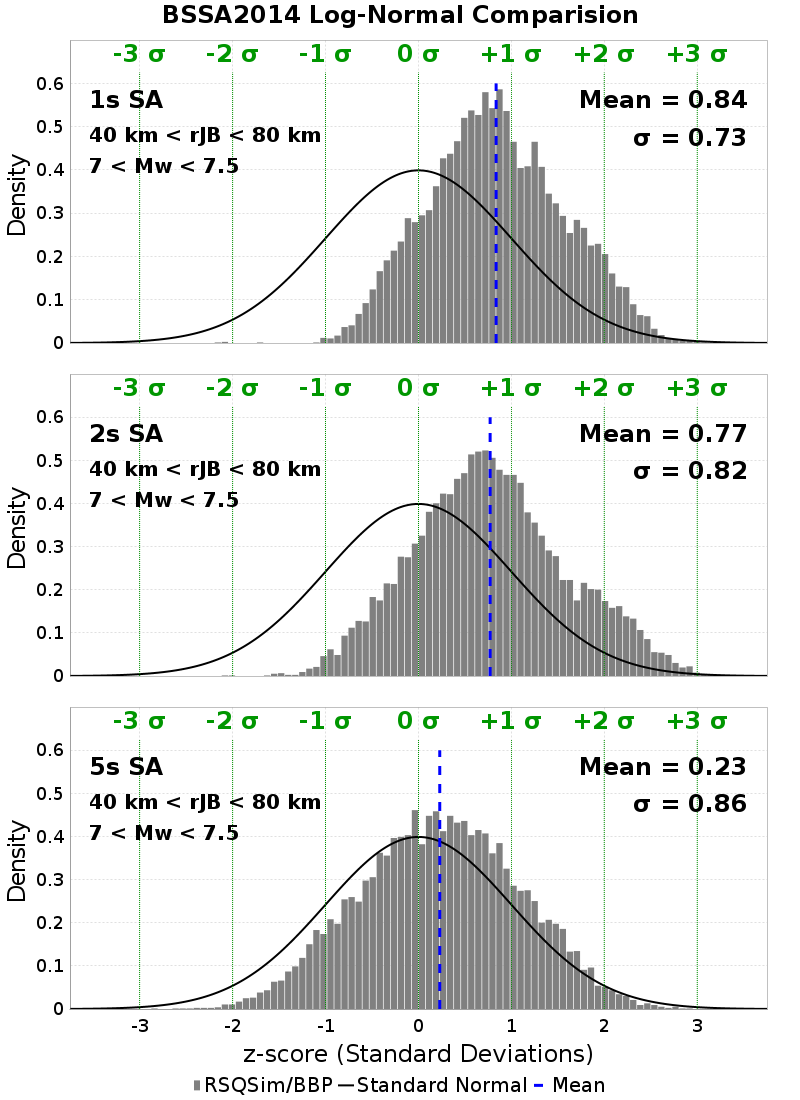 BSSA2014 Log-Normal Comparision
-3 σ -2 σ -1 σ 0 σ +1 σ +2 σ +3 σ
1s SA
Mean = 0.84
40 km < rJB < 80 km
σ = 0.73
7 < Mw < 7.5
Density
0.6
0.5
0.4
0.3
0.2
0.1
0
-3 σ -2 σ -1 σ 0 σ +1 σ +2 σ +3 σ
2s SA
Mean = 0.77
40 km < rJB < 80 km
σ = 0.82
7 < Mw < 7.5
Density
0.6
0.5
0.4
0.3
0.2
0.1
0
-3 σ -2 σ -1 σ 0 σ +1 σ +2 σ +3 σ
5s SA
Mean = 0.23
40 km < rJB < 80 km
σ = 0.86
7 < Mw < 7.5
Density
0.6
0.5
0.4
0.3
0.2
0.1
0
-3 -2 -1 0 1 2 3
z-score (Standard Deviations)
RSQSim/BBP Standard Normal Mean